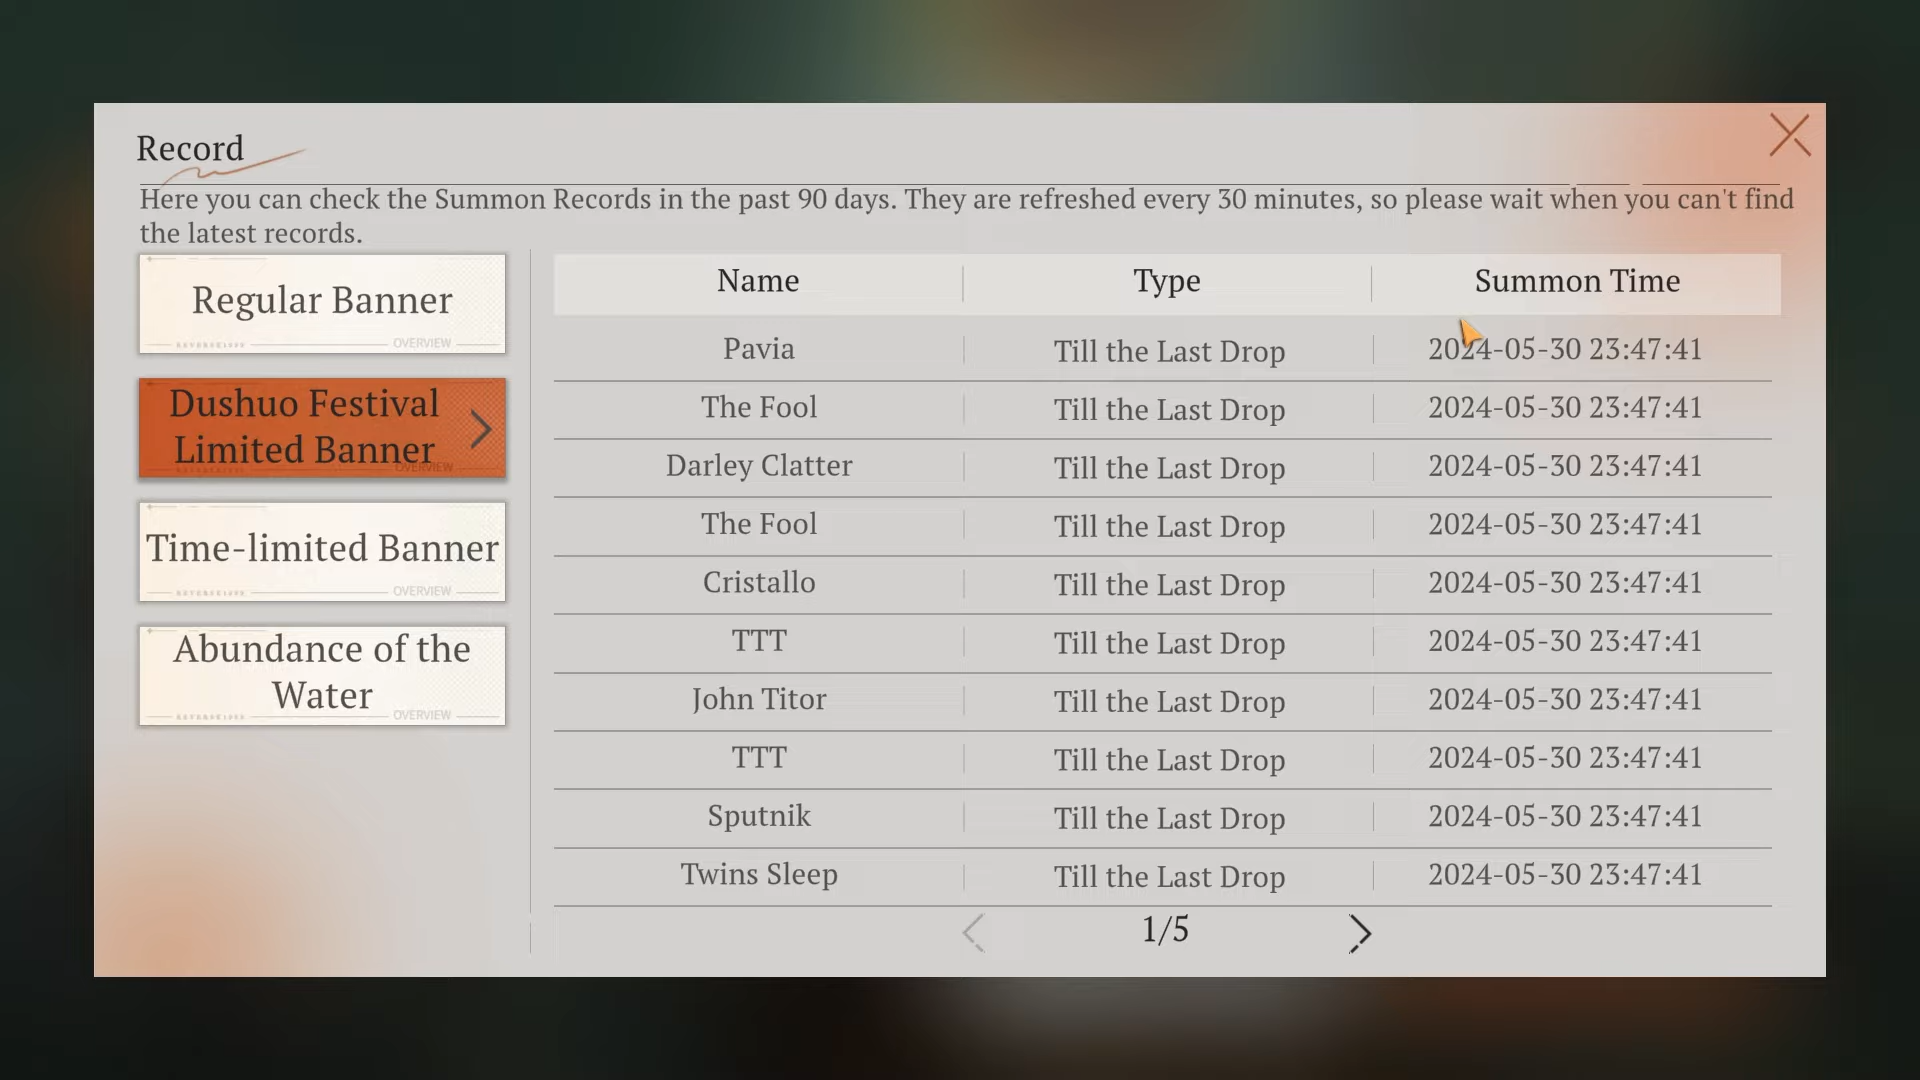 Record
Here you can check the Summon Records in the past 90 days. They are refreshed every 30 minutes, so please wait when you can't find
the latest records.
Regular Banner
OVERVIEW
Dushuo Festival
Limited Banner
OVERVIEW
Time-limited Banner
OVERVIEW
Abundance of the
Water
OVERVIEW
Name Type Summon Time
Pavia Till the Last Drop 2024-05-30 23:47:41
The Fool Till the Last Drop 2024-05-30 23:47:41
Darley Clatter Till the Last Drop 2024-05-30 23:47:41
The Fool Till the Last Drop 2024-05-30 23:47:41
Cristallo Till the Last Drop 2024-05-30 23:47:41
TTT Till the Last Drop 2024-05-30 23:47:41
John Titor Till the Last Drop 2024-05-30 23:47:41
TTT Till the Last Drop 2024-05-30 23:47:41
Sputnik Till the Last Drop 2024-05-30 23:47:41
Twins Sleep Till the Last Drop 2024-05-30 23:47:41
1/5